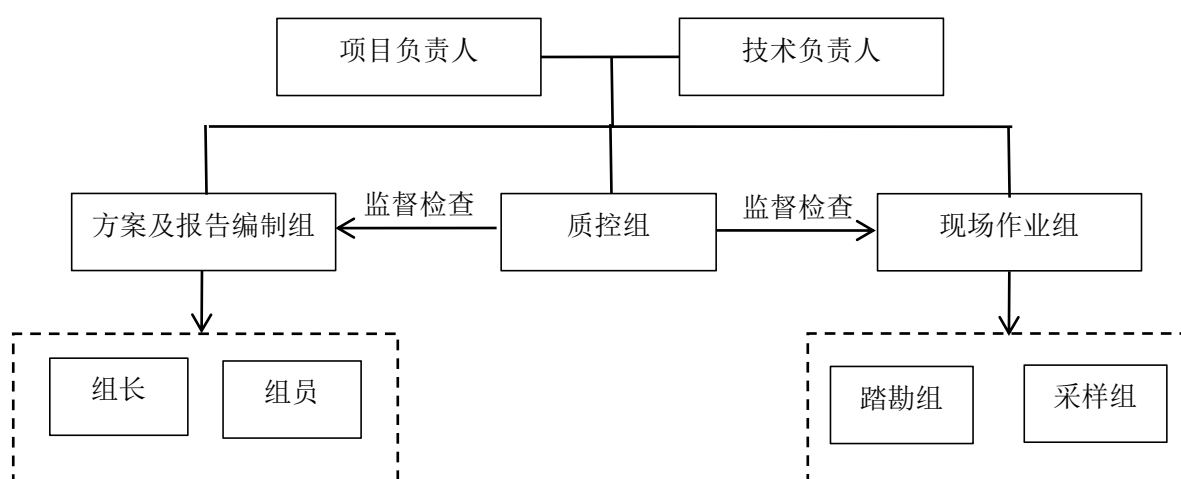 项目负责人
技术负责人
方案及报告编制组
监督检查
质控组
监督检查
现场作业组
组长
组员
踏勘组
采样组